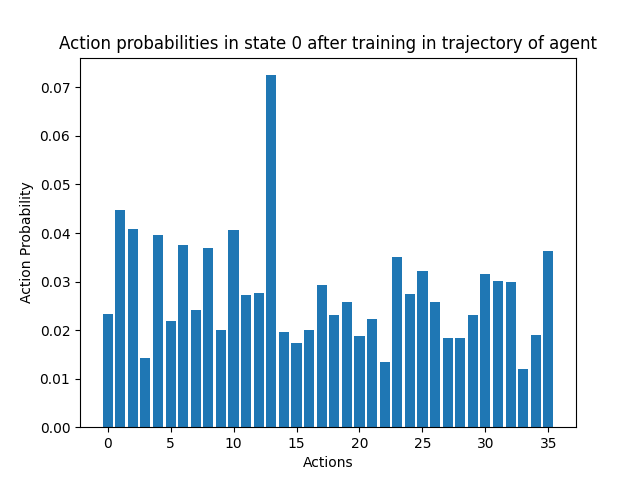 Action probabilities in state 0 after training in trajectory of agent
0.07
0.06
0.05
0.04
0.03
0.02
0.01
0.00
Action Probability
0 5 10 15 20 25 30 35
Actions